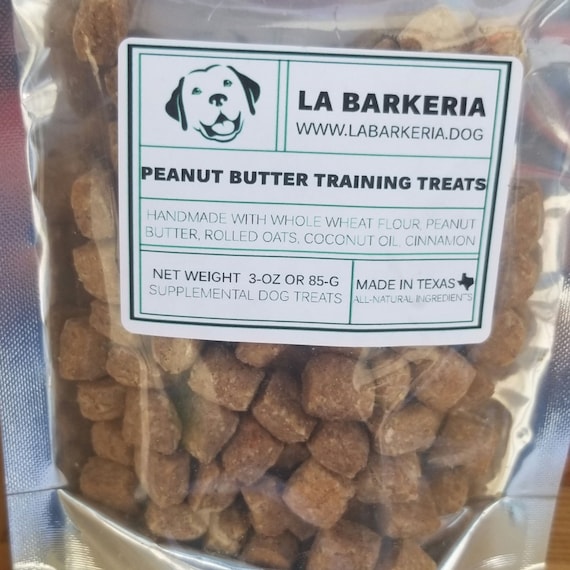 LA BARKERIA
WWW.LABARKERIA.DOG
PEANUT BUTTER TRAINING TREATS
HANDMADE WITH WHOLE WHEAT FLOUR, PEANUT
BUTTER, ROLLED OATS, COCONUT OIL, CINNAMON
NET WEIGHT 3-OZ OR 85-G
SUPPLEMENTAL DOG TREATS
MADE IN TEXAS
ALL-NATURAL INGREDIENTS